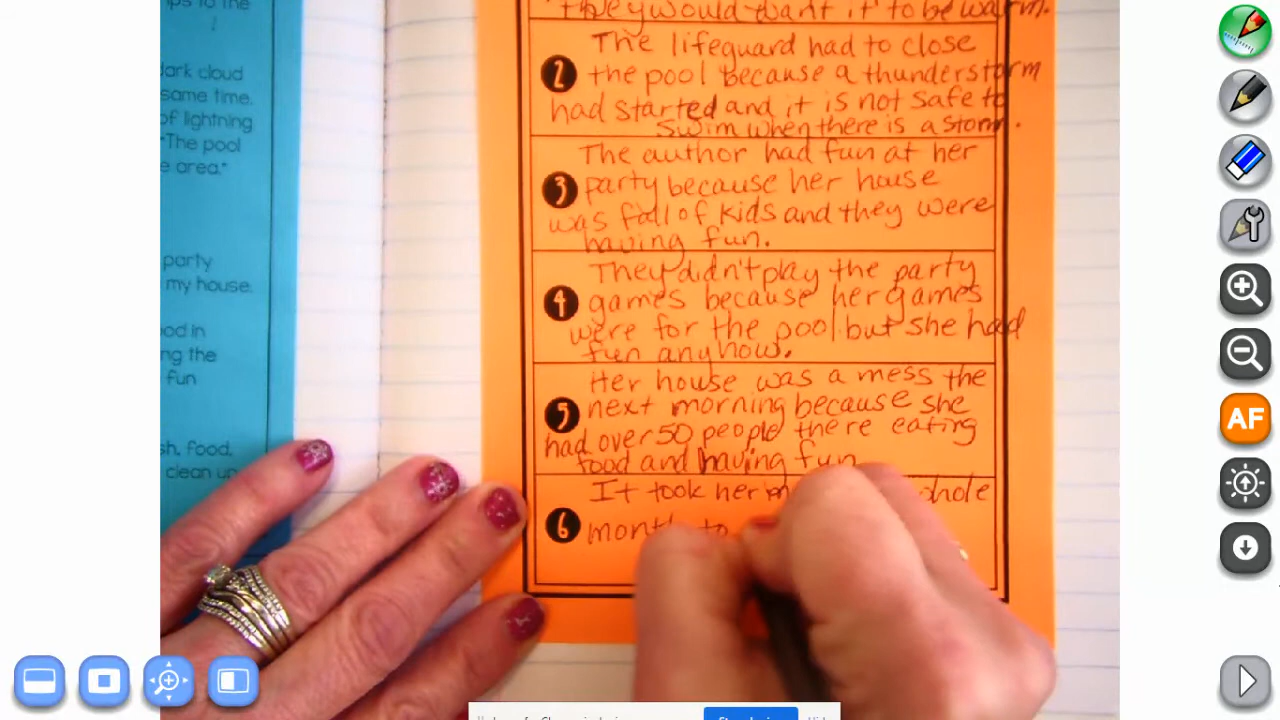 ps to the
dark cloud
same time.
of lightning
"The pool
e area."
party
my house.
ood in
ng the
fun
sh, food,
clean up
they would want it to be warm.
2 The lifeguard had to close
the pool because a thunderstorm
had started and it is not safe to
swim when there is a storm.
3 The author had fun at her
party because her house
was full of kids and they were
having fun.
4 They didn't play the party
games because her games
were for the pool but she had
fun anyhow.
5 Her house was a mess the
next morning because she
had over 50 people there eating
food and having fun
6 It took her
month to
AF